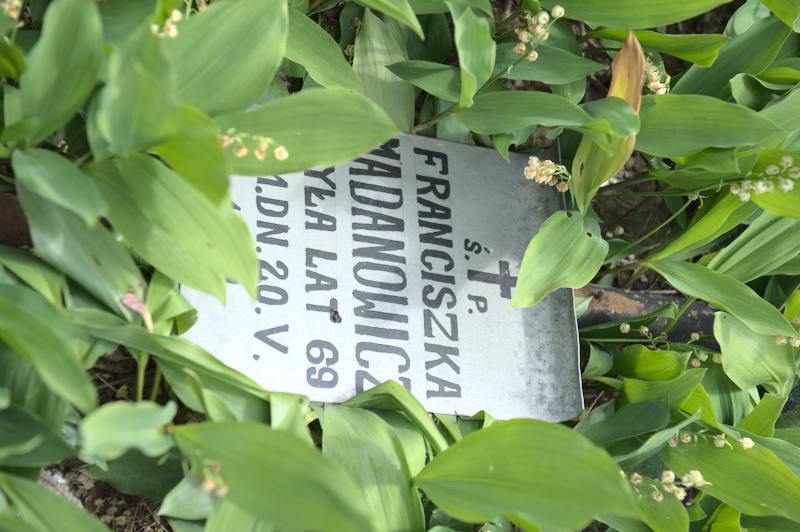 Ś. P.
FRANCISZKA
ADANOWICZ
YŁA LAT 69
M.DN.20.V.